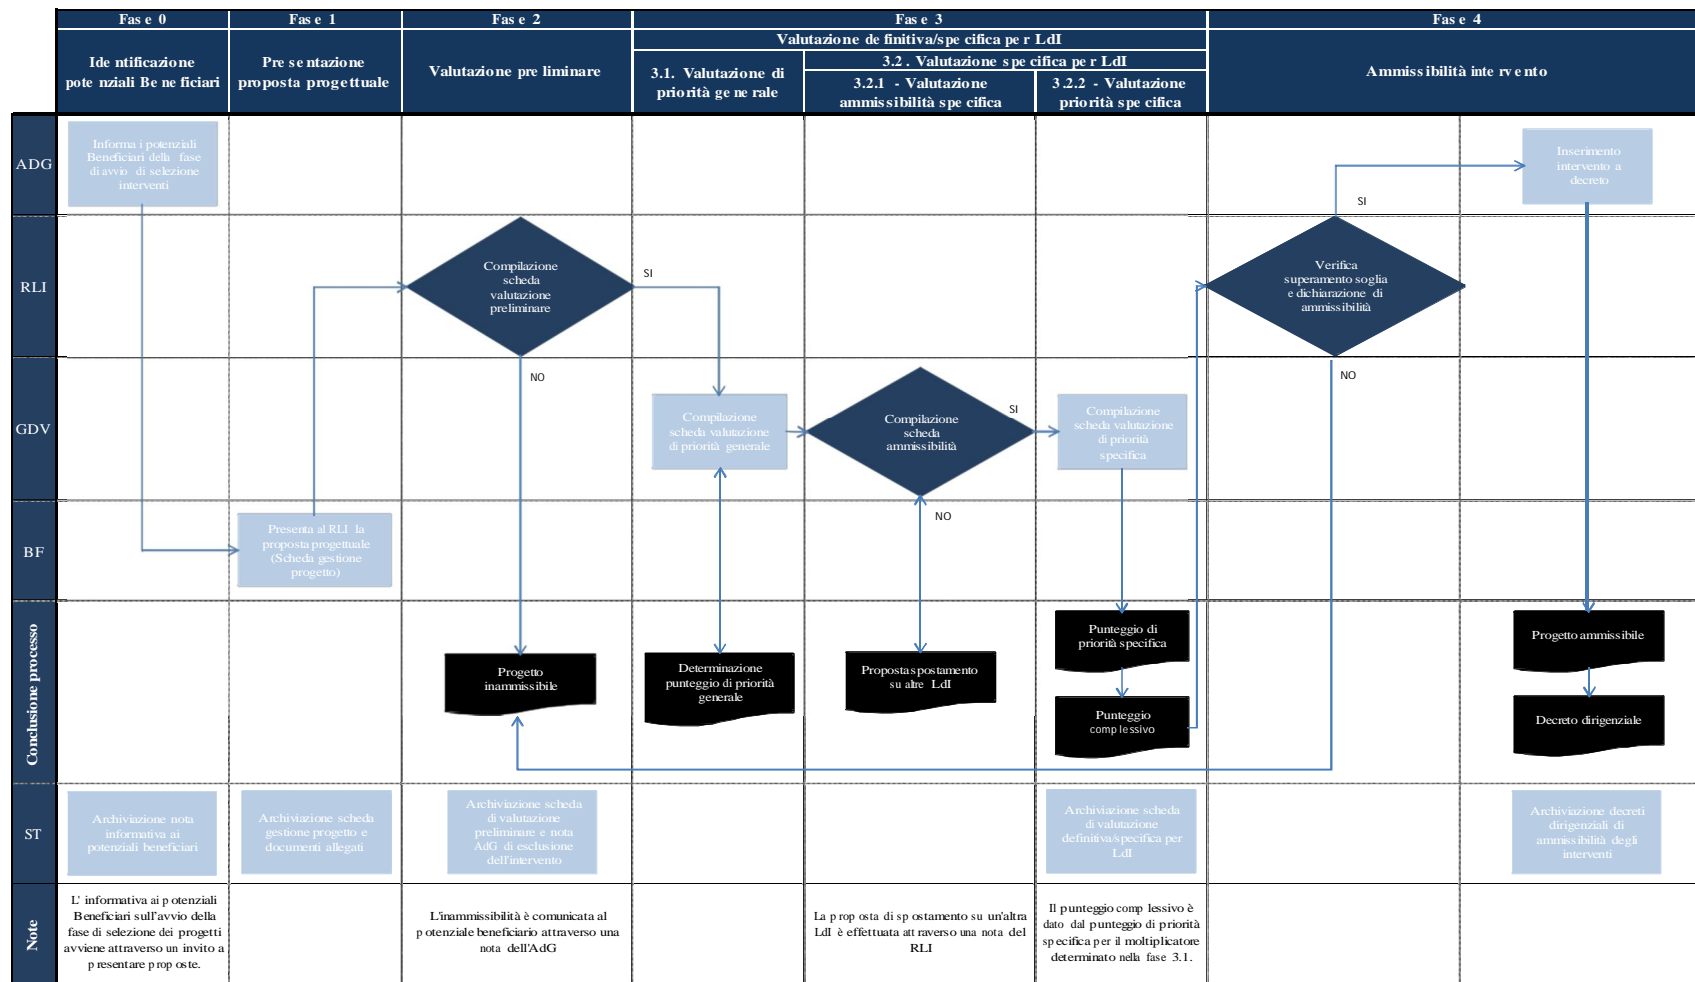 Fase 0
Fase 1
Fase 2
Fase 3
Fase 4
Identificazione
potenziali Beneficiari
Presentazione
proposta progettuale
Valutazione preliminare
Valutazione definitiva/specifica per LdI
3.1. Valutazione di
priorità generale
3.2. Valutazione specifica per LdI
3.2.1 - Valutazione
ammissibilità specifica
3.2.2 - Valutazione
priorità specifica
Ammissibilità intervento
ADG
Informa i potenziali
Beneficiari della fase
di avvio di selezione
interventi
Inserimento
intervento a
decreto
SI
RLI
Compilazione
scheda
valutazione
preliminare
SI
NO
Verifica
superamento soglia
e dichiarazione di
ammissibilità
NO
GDV
Compilazione
scheda valutazione
di priorità generale
Compilazione
scheda
ammissibilità
SI
NO
Compilazione
scheda valutazione
di priorità
specifica
BF
Presenta al RLI la
proposta progettuale
(Scheda gestione
progetto)
Conclusione processo
Progetto
inammissibile
Determinazione
punteggio di priorità
generale
Proposta spostamento
su altre LdI
Punteggio di
priorità specifica
Punteggio
complessivo
Progetto ammissibile
Decreto dirigenziale
ST
Archiviazione nota
informativa ai
potenziali beneficiari
Archiviazione scheda
gestione progetto e
documenti allegati
Archiviazione scheda
di valutazione
preliminare e nota
AdG di esclusione
dell'intervento
Archiviazione scheda
di valutazione
definitiva/specifica per
LdI
Archiviazione decreti
dirigenziali di
ammissibilità degli
interventi
Note
L' informativa ai potenziali
Beneficiari sull'avvio della
fase di selezione dei progetti
avviene attraverso un invito a
presentare proposte.
L'inammissibilità è comunicata al
potenziale beneficiario attraverso una
nota dell'AdG
La proposta di spostamento su un'altra
LdI è effettuata attraverso una nota del
RLI
Il punteggio complessivo è
dato dal punteggio di priorità
specifica per il moltiplicatore
determinato nella fase 3.1.